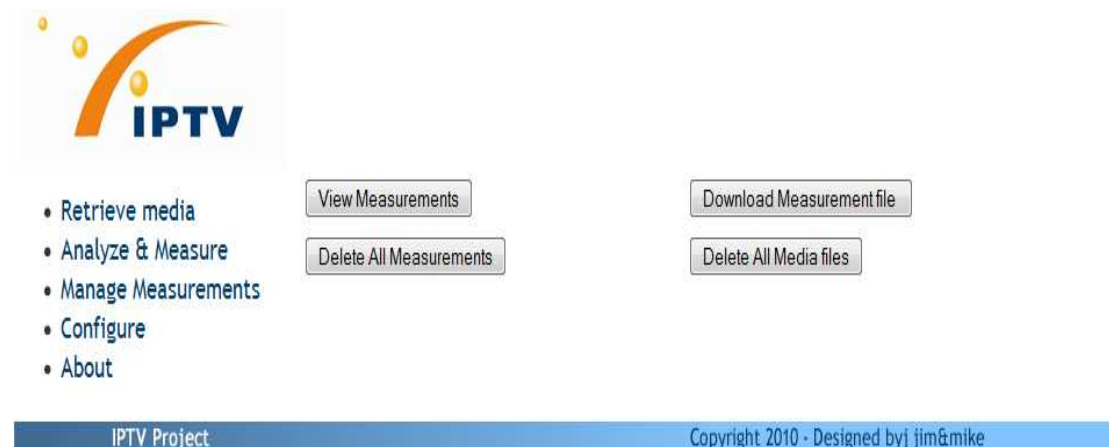 IPTV
View Measurements
Download Measurement file
Delete All Measurements
Delete All Media files
• Retrieve media
• Analyze & Measure
• Manage Measurements
• Configure
• About
IPTV Project
Copyright 2010 - Designed byj jim&mike